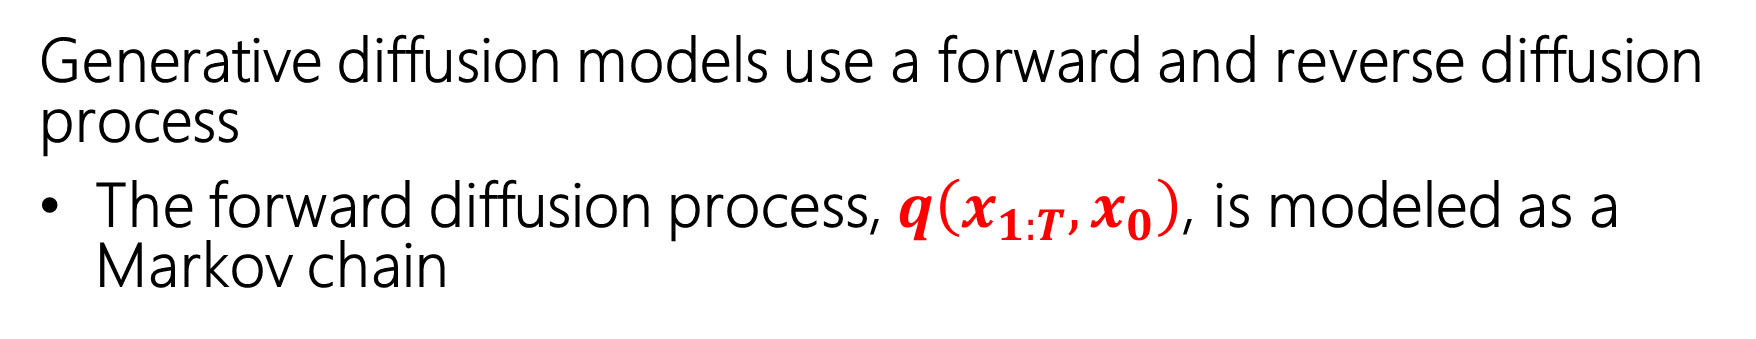 Generative diffusion models use a forward and reverse diffusion
process
• The forward diffusion process, q(x₁:T, x₀), is modeled as a
Markov chain